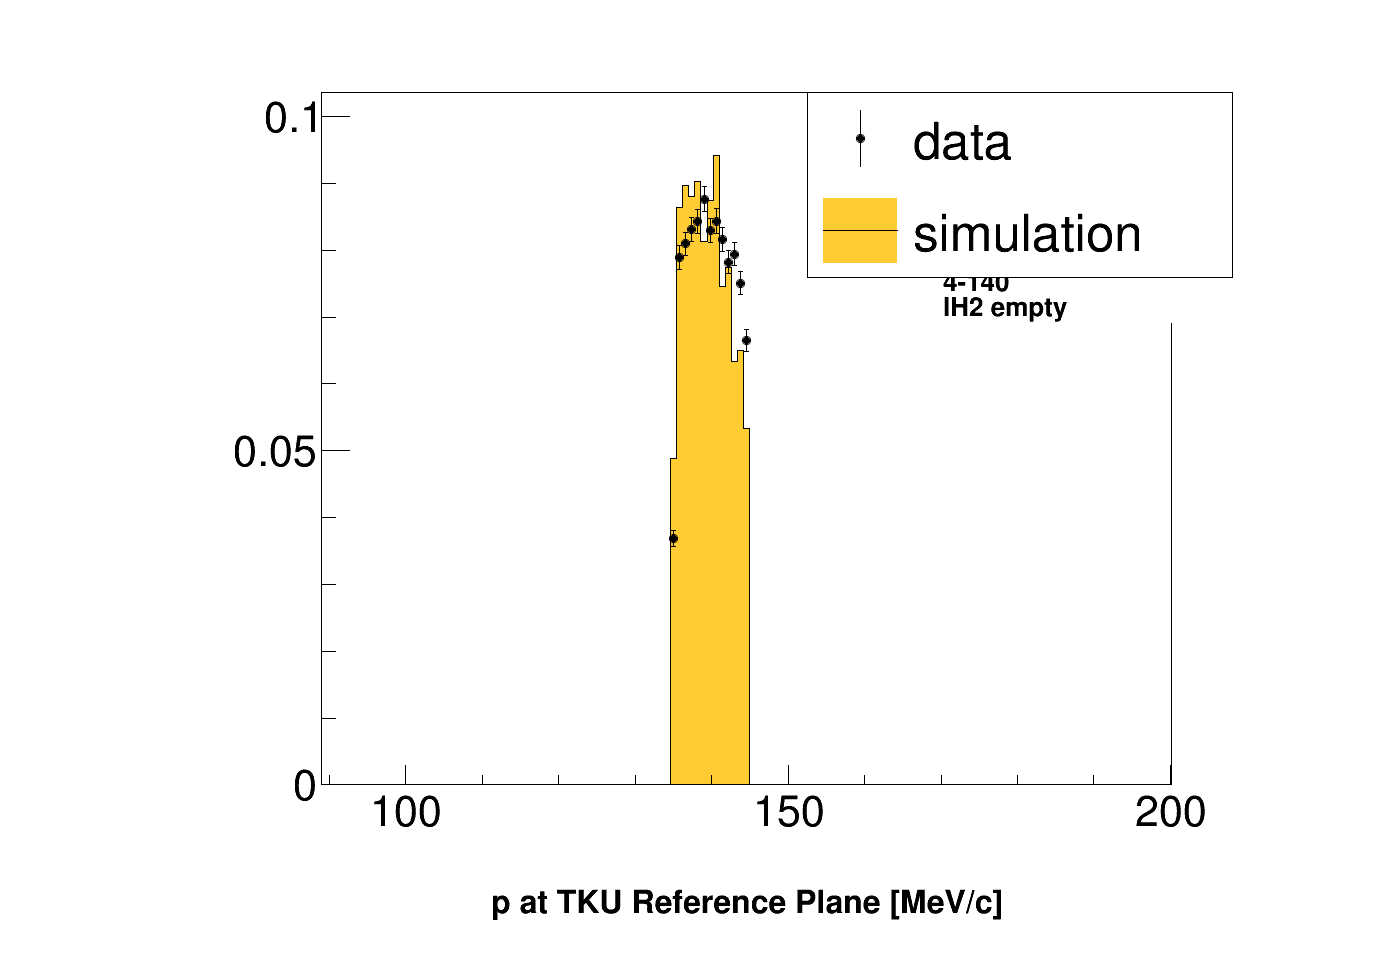 0.1
data
simulation
4-140
lH2 empty
0.05
0
100
150
200
p at TKU Reference Plane [MeV/c]